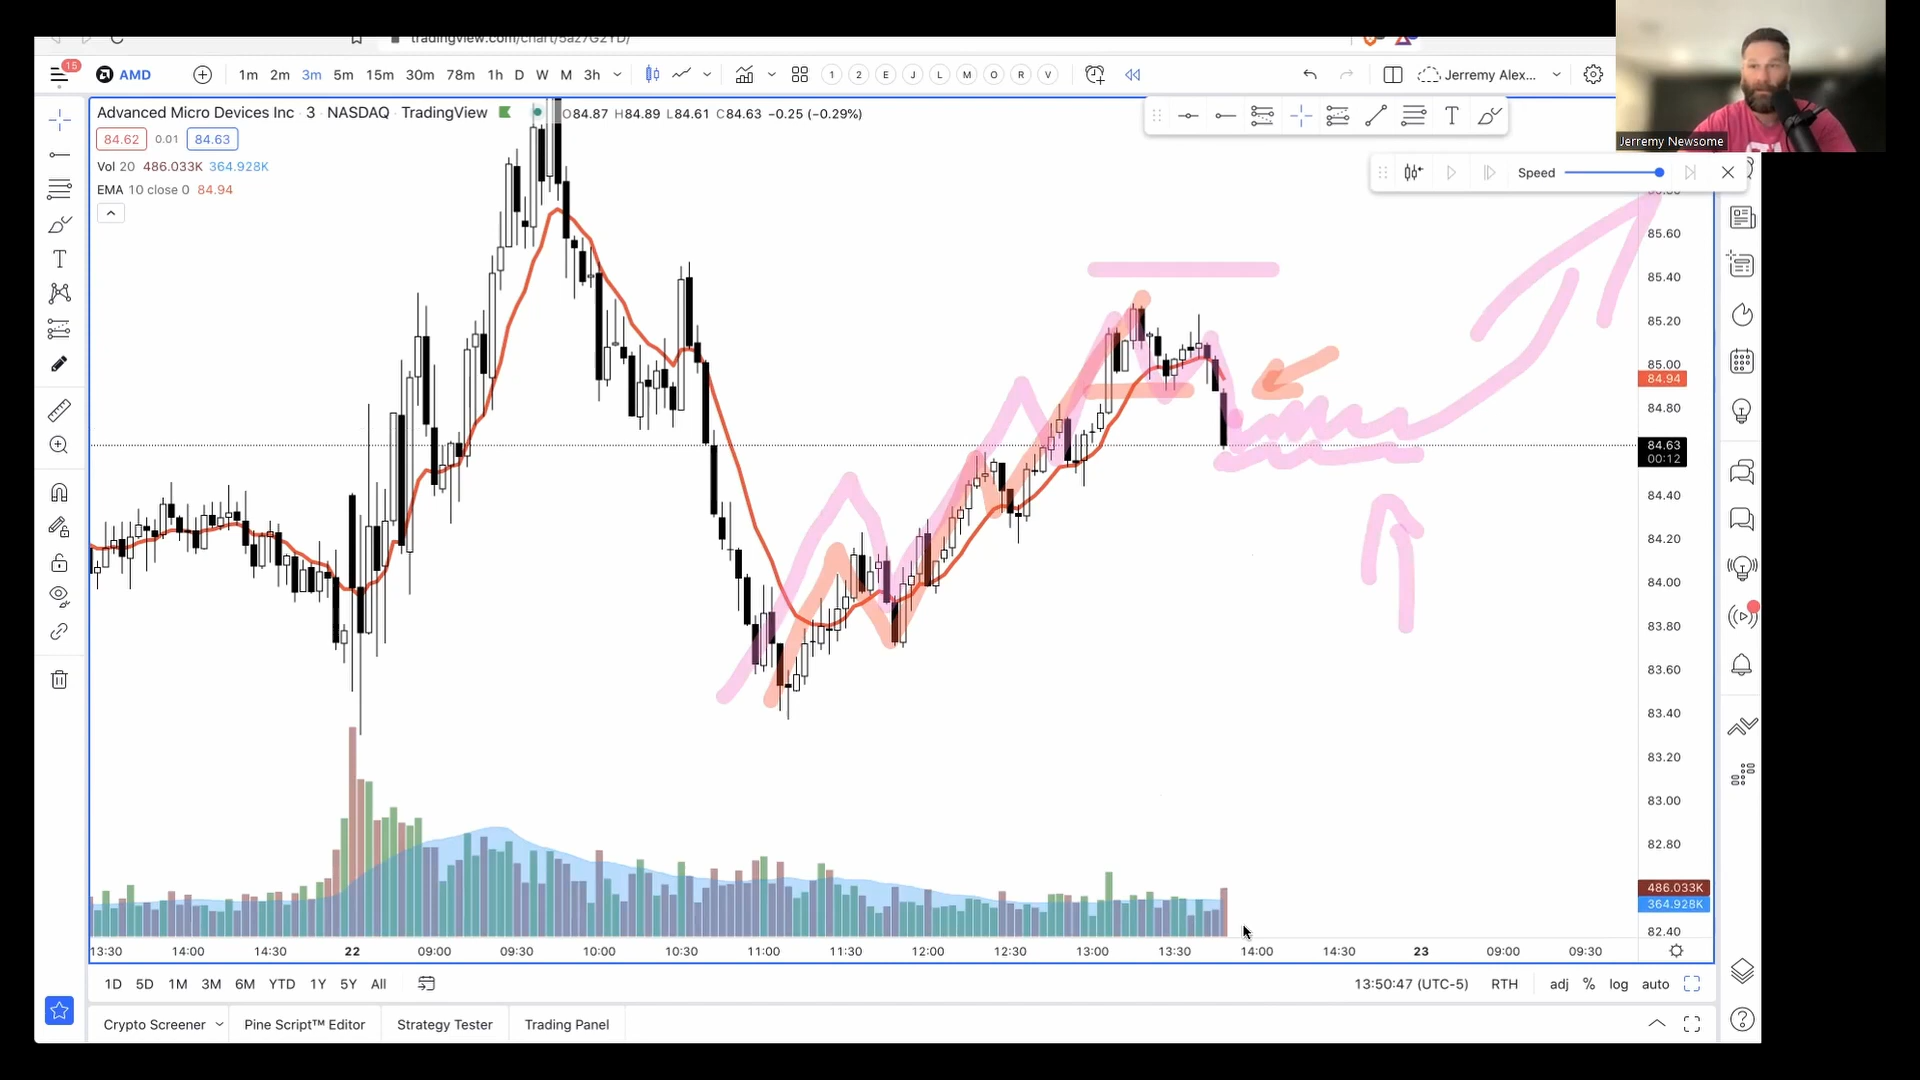 tradingview.com/chart/5az7G2YD/
15
AMD
1m 2m 3m 5m 15m 30m 78m 1h D W M 3h
1 2 E J L M O R V
Jerremy Alex...
Advanced Micro Devices Inc · 3 · NASDAQ · TradingView
O84.87 H84.89 L84.61 C84.63 −0.25 (−0.29%)
84.62 0.01 84.63
Vol 20 486.033K 364.928K
EMA 10 close 0 84.94
Jerremy Newsome
Speed
85.60
85.40
85.20
85.00
84.94
84.80
84.63
00:12
84.40
84.20
84.00
83.80
83.60
83.40
83.20
83.00
82.80
486.033K
364.928K
82.40
13:30 14:00 14:30 22 09:00 09:30 10:00 10:30 11:00 11:30 12:00 12:30 13:00 13:30 14:00 14:30 23 09:00 09:30
1D 5D 1M 3M 6M YTD 1Y 5Y All
13:50:47 (UTC-5) RTH adj % log auto
Crypto Screener Pine Script™ Editor Strategy Tester Trading Panel